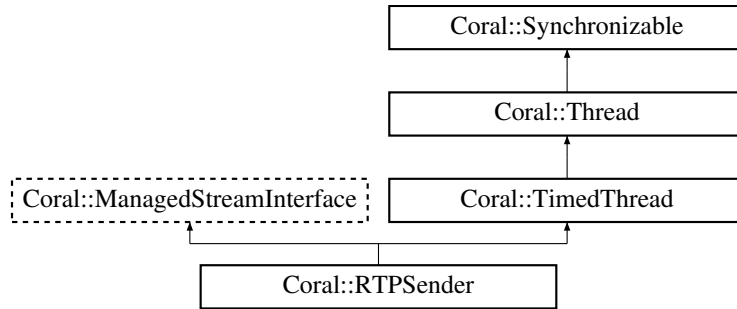 Coral::Synchronizable
Coral::Thread
Coral::ManagedStreamInterface
Coral::TimedThread
Coral::RTPSender